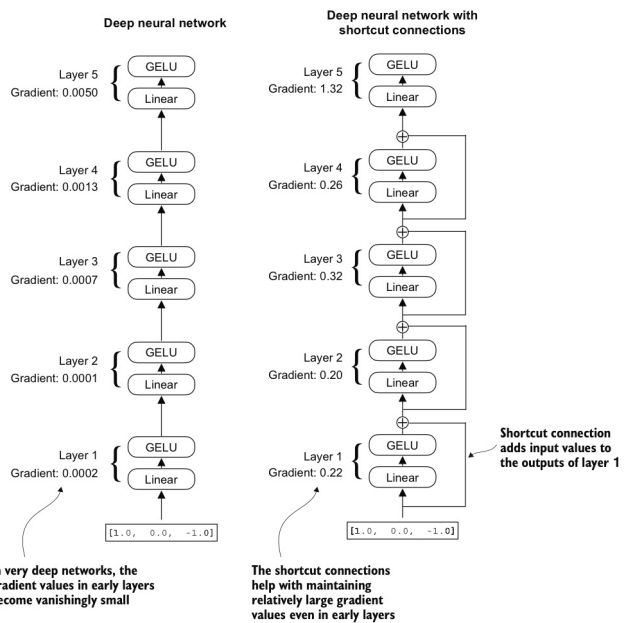 Deep neural network
Layer 5
Gradient: 0.0050
GELU
Linear
Layer 4
Gradient: 0.0013
GELU
Linear
Layer 3
Gradient: 0.0007
GELU
Linear
Layer 2
Gradient: 0.0001
GELU
Linear
Layer 1
Gradient: 0.0002
GELU
Linear
[1.0, 0.0, -1.0]
very deep networks, the
values in early layers
vanishingly small
Deep neural network with
shortcut connections
Layer 5
Gradient: 1.32
GELU
Linear
Layer 4
Gradient: 0.26
GELU
Linear
Layer 3
Gradient: 0.32
GELU
Linear
Layer 2
Gradient: 0.20
GELU
Linear
Layer 1
Gradient: 0.22
GELU
Linear
[1.0, 0.0, -1.0]
Shortcut connection
adds input values to
the outputs of layer 1
The shortcut connections
help with maintaining
relatively large gradient
values even in early layers